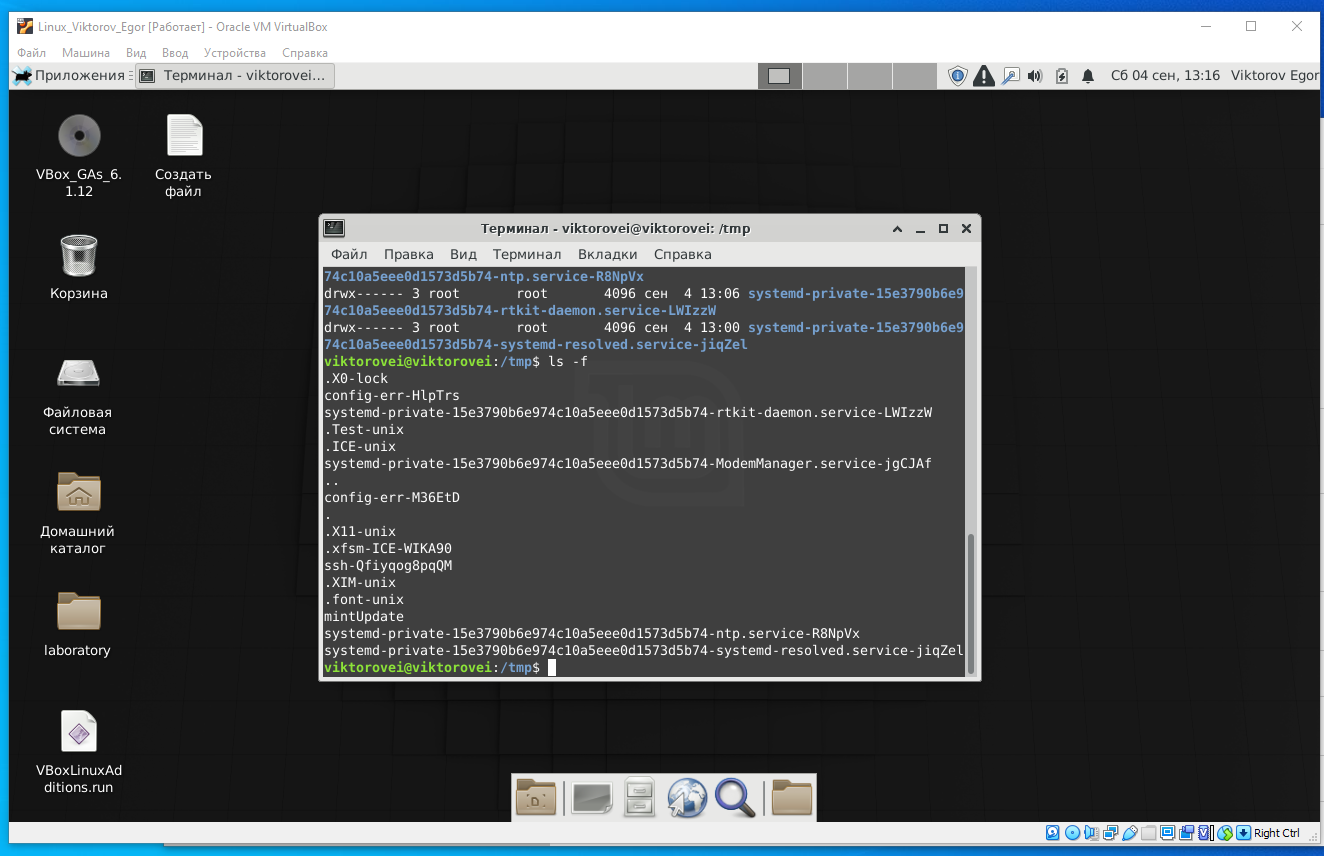 Linux_Viktorov_Egor [Работает] - Oracle VM VirtualBox
Файл Машина Вид Ввод Устройства Справка
Приложения Терминал - viktorovei... Сб 04 сен, 13:16 Viktorov Egor
VBox_GAs_6.
1.12
Создать
файл
Корзина
Файловая
система
Домашний
каталог
laboratory
VBoxLinuxAd
ditions.run
Терминал - viktorovei@viktorovei: /tmp
Файл Правка Вид Терминал Вкладки Справка
74c10a5eee0d1573d5b74-ntp.service-R8NpVx
drwx------ 3 root root 4096 сен 4 13:06 systemd-private-15e3790b6e9
74c10a5eee0d1573d5b74-rtkit-daemon.service-LWIzzW
drwx------ 3 root root 4096 сен 4 13:00 systemd-private-15e3790b6e9
74c10a5eee0d1573d5b74-systemd-resolved.service-jiqZel
viktorovei@viktorovei:/tmp$ ls -f
.X0-lock
config-err-HlpTrs
systemd-private-15e3790b6e974c10a5eee0d1573d5b74-rtkit-daemon.service-LWIzzW
.Test-unix
.ICE-unix
systemd-private-15e3790b6e974c10a5eee0d1573d5b74-ModemManager.service-jgCJAf
..
config-err-M36EtD
.
.X11-unix
.xfsm-ICE-WIKA90
ssh-Qfiyqog8pqQM
.XIM-unix
.font-unix
mintUpdate
systemd-private-15e3790b6e974c10a5eee0d1573d5b74-ntp.service-R8NpVx
systemd-private-15e3790b6e974c10a5eee0d1573d5b74-systemd-resolved.service-jiqZel
viktorovei@viktorovei:/tmp$
Right Ctrl